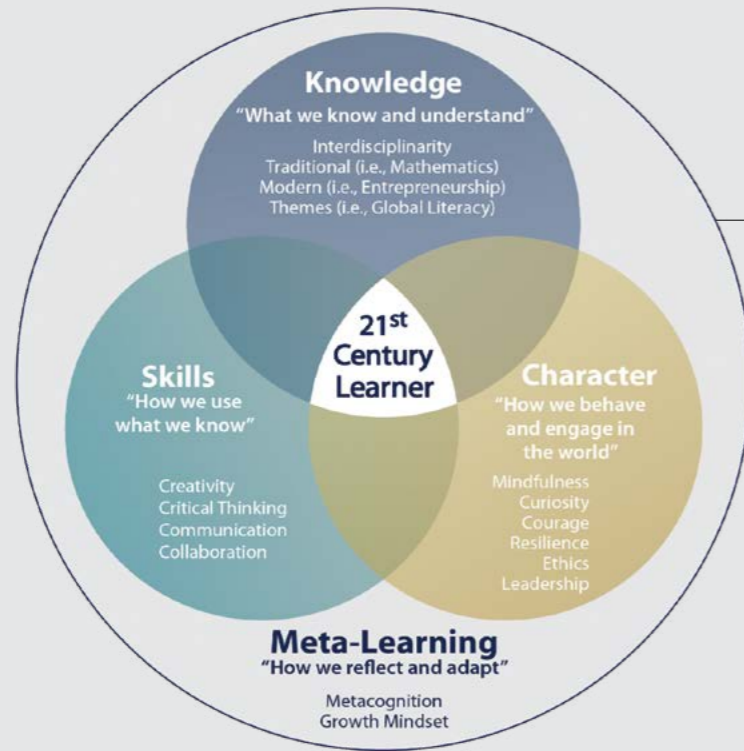 Knowledge
“What we know and understand”
Interdisciplinarity
Traditional (i.e., Mathematics)
Modern (i.e., Entrepreneurship)
Themes (i.e., Global Literacy)
21st
Century
Learner
Skills
“How we use
what we know”
Creativity
Critical Thinking
Communication
Collaboration
Character
“How we behave
and engage in
the world”
Mindfulness
Curiosity
Courage
Resilience
Ethics
Leadership
Meta-Learning
“How we reflect and adapt”
Metacognition
Growth Mindset